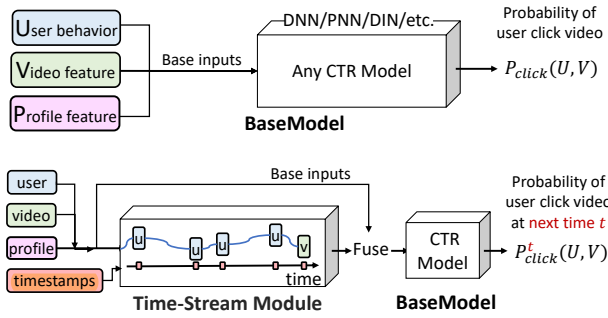 DNN/PNN/DIN/etc.
Probability of
user click video
User behavior
Video feature
Profile feature
Base inputs
Any CTR Model
P_click(U,V)
BaseModel
Base inputs
Probability of
user click video
at next time t
user
video
profile
timestamps
u
u
u
u
v
time
Fuse
CTR
Model
P^t_click(U,V)
Time-Stream Module
BaseModel